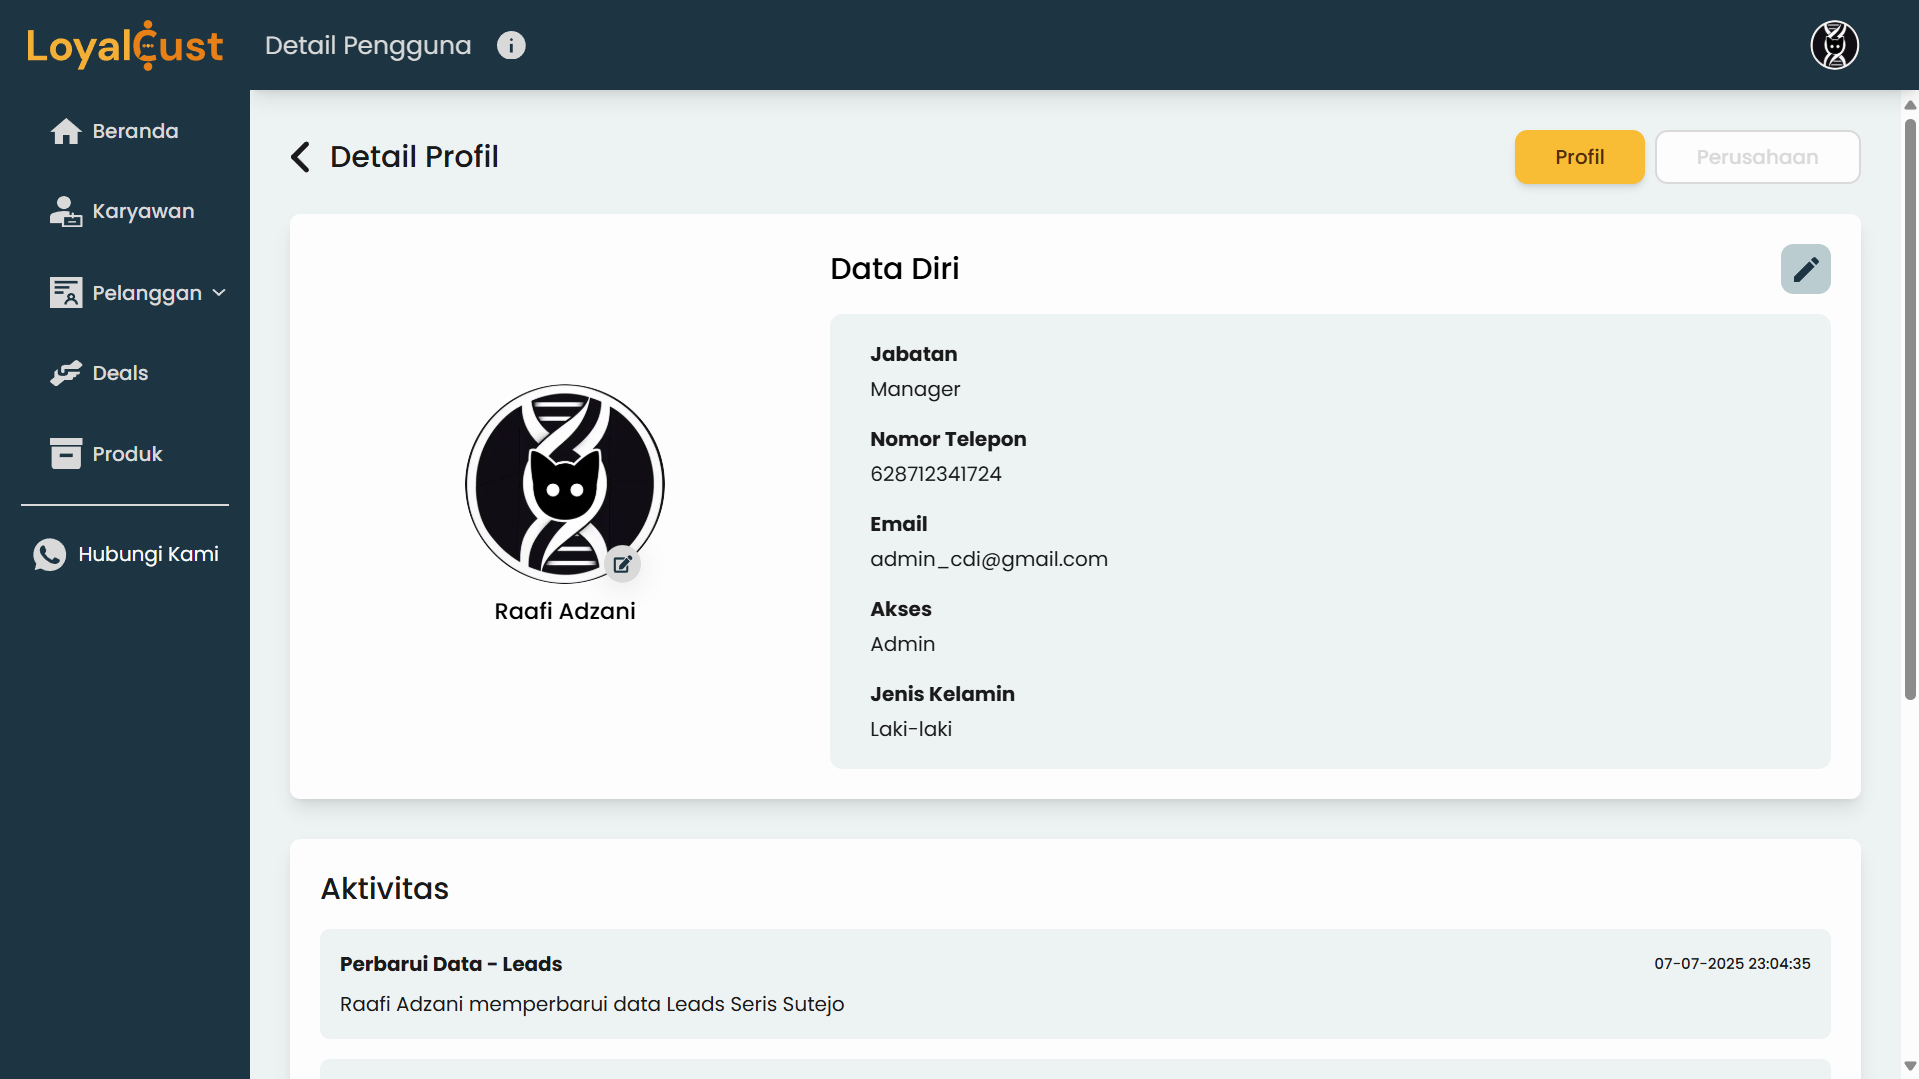 LoyalCust
Detail Pengguna
Beranda
Karyawan
Pelanggan
Deals
Produk
Hubungi Kami
Detail Profil
Profil
Perusahaan
Raafi Adzani
Data Diri
Jabatan
Manager
Nomor Telepon
628712341724
Email
admin_cdi@gmail.com
Akses
Admin
Jenis Kelamin
Laki-laki
Aktivitas
Perbarui Data - Leads
07-07-2025 23:04:35
Raafi Adzani memperbarui data Leads Seris Sutejo